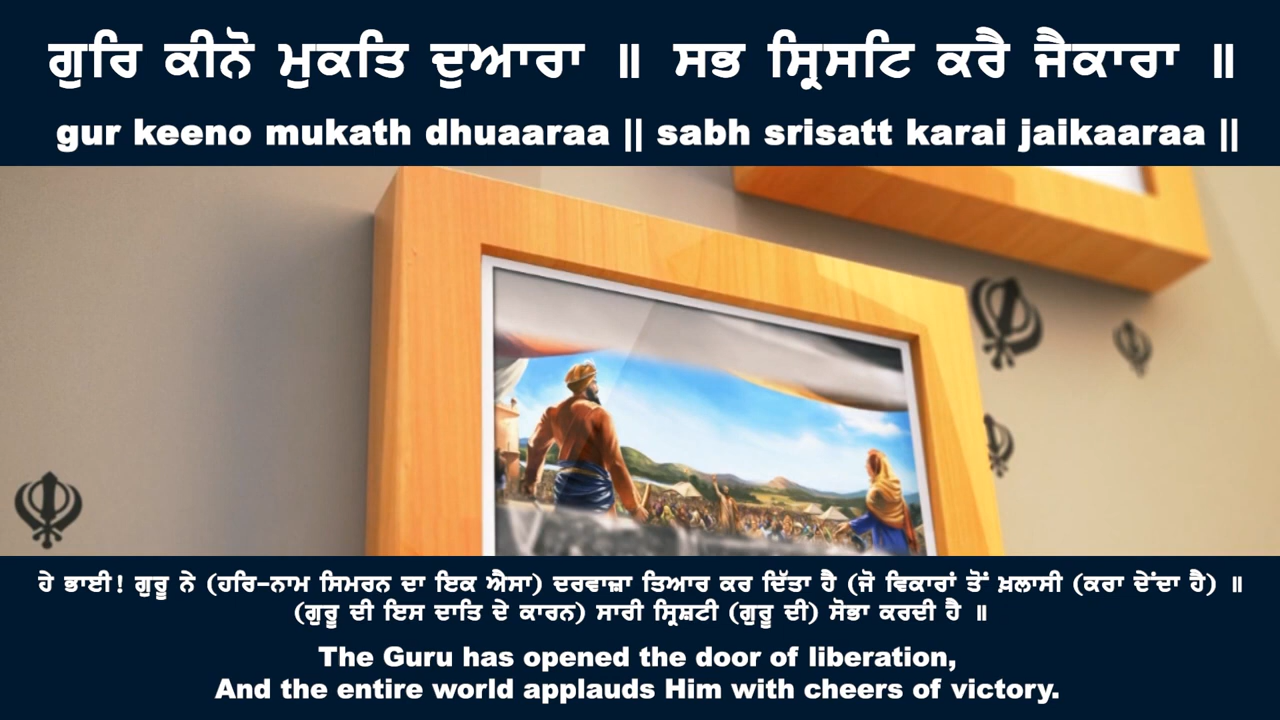 ਗੁਰਿ ਕੀਨੋ ਮੁਕਤਿ ਦੁਆਰਾ ॥ ਸਭ ਸ੍ਰਿਸਟਿ ਕਰੈ ਜੈਕਾਰਾ ॥
gur keeno mukath dhuaaraa || sabh srisatt karai jaikaaraa ||
ਹੇ ਭਾਈ! ਗੁਰੂ ਨੇ (ਹਰਿ-ਨਾਮ ਸਿਮਰਨ ਦਾ ਇਕ ਐਸਾ) ਦਰਵਾਜ਼ਾ ਤਿਆਰ ਕਰ ਦਿੱਤਾ ਹੈ (ਜੋ ਵਿਕਾਰਾਂ ਤੋਂ ਖ਼ਲਾਸੀ (ਕਰਾ ਦੇਂਦਾ ਹੈ) ॥
(ਗੁਰੂ ਦੀ ਇਸ ਦਾਤਿ ਦੇ ਕਾਰਨ) ਸਾਰੀ ਸ੍ਰਿਸ਼ਟੀ (ਗੁਰੂ ਦੀ) ਸੋਭਾ ਕਰਦੀ ਹੈ ॥
The Guru has opened the door of liberation,
And the entire world applauds Him with cheers of victory.